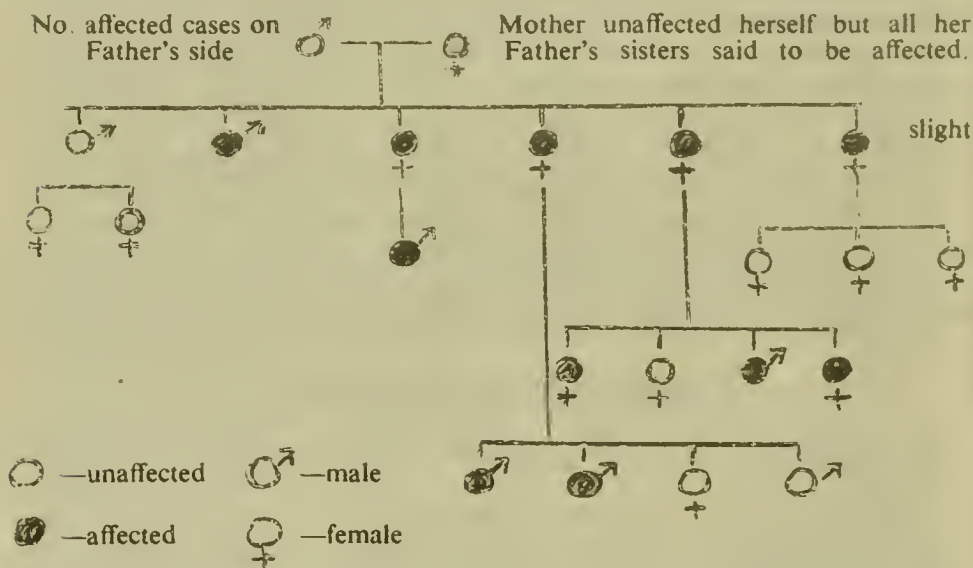 No. affected cases on
Father's side
Mother unaffected herself but all her
Father's sisters said to be affected.
slight
—unaffected
—male
—affected
—female